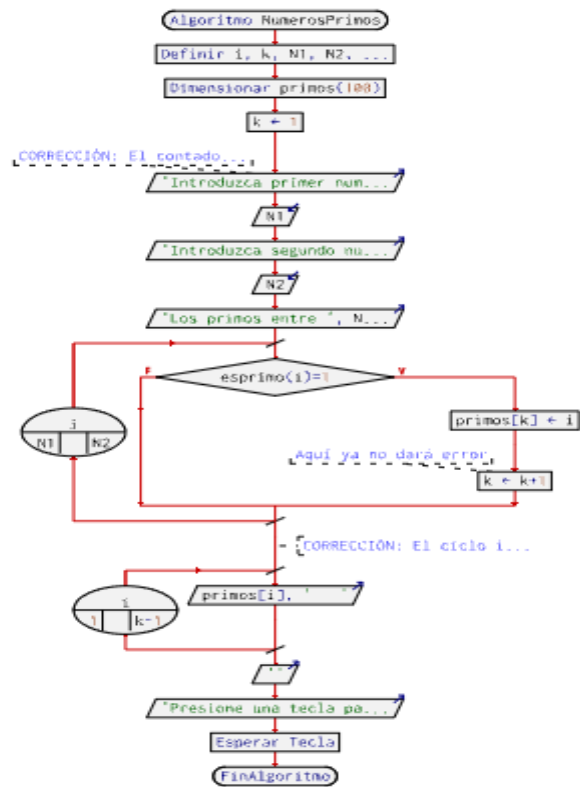 Algoritmo NumerosPrimos
Definir i, k, N1, N2, ...
Dimensionar primos(100)
k ← 1
CORRECCIÓN: El contado...
"Introduzca primer num...
N1
"Introduzca segundo nu...
N2
"Los primos entre ", N...
F
esprimo(i)=1
V
i
N1
N2
primos[k] ← i
Aquí ya no dará error
k ← k+1
CORRECCIÓN: El ciclo i...
i
1
k-1
primos[i], " "
""
"Presione una tecla pa...
Esperar Tecla
FinAlgoritmo